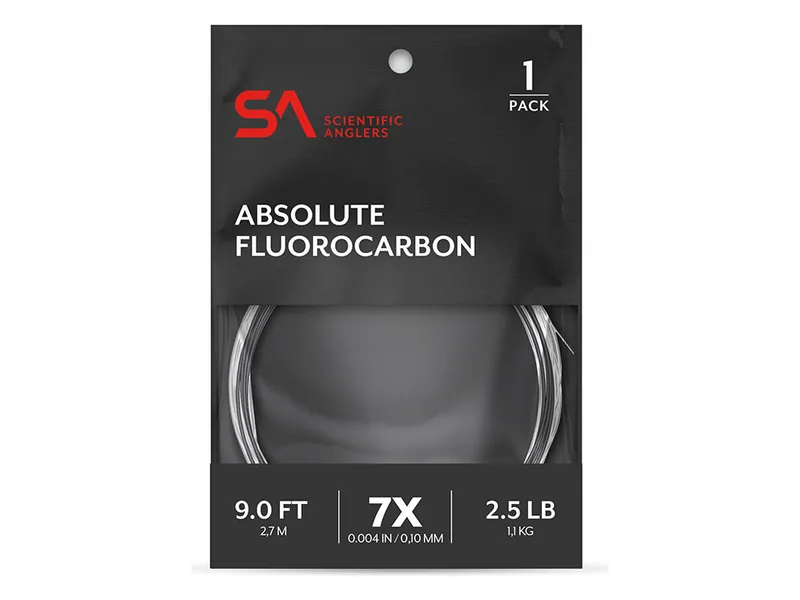 1
PACK
SA
SCIENTIFIC
ANGLERS
ABSOLUTE
FLUOROCARBON
9.0 FT
2,7 M
7X
0.004 IN / 0,10 MM
2.5 LB
1,1 KG